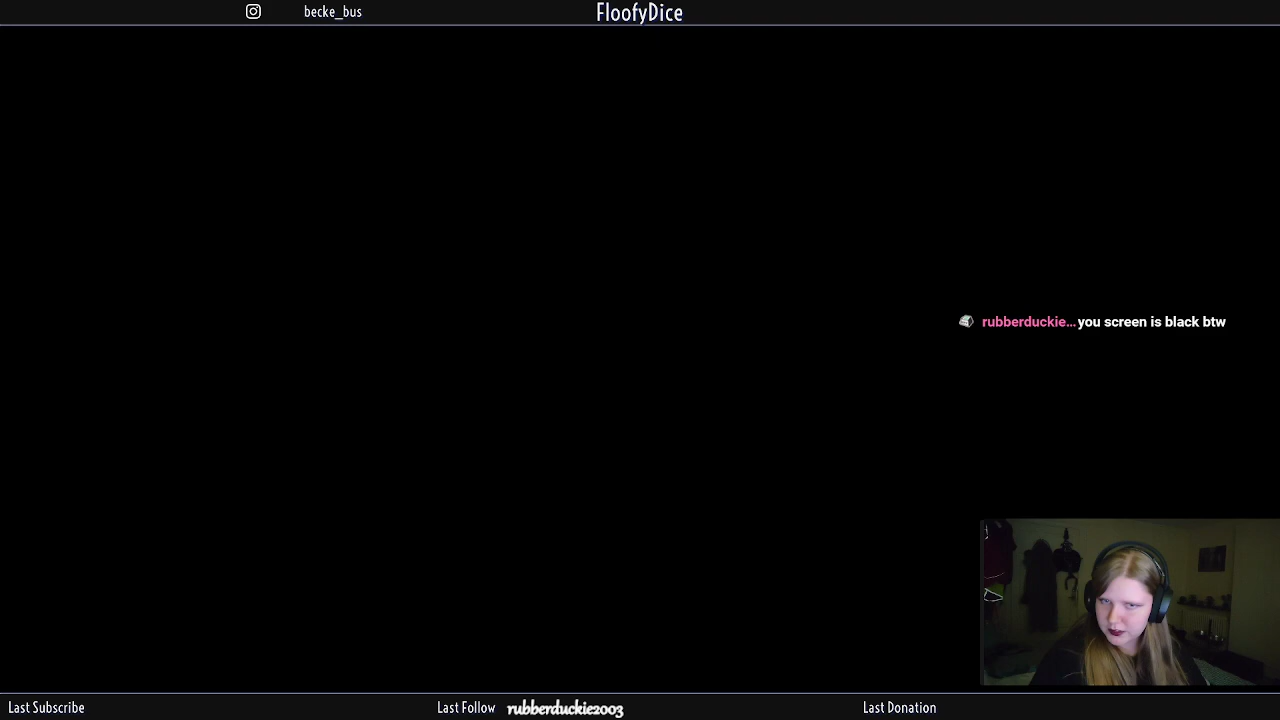 becke_bus
FloofyDice
rubberduckie...you screen is black btw
Last Subscribe
Last Follow rubberduckie2003
Last Donation